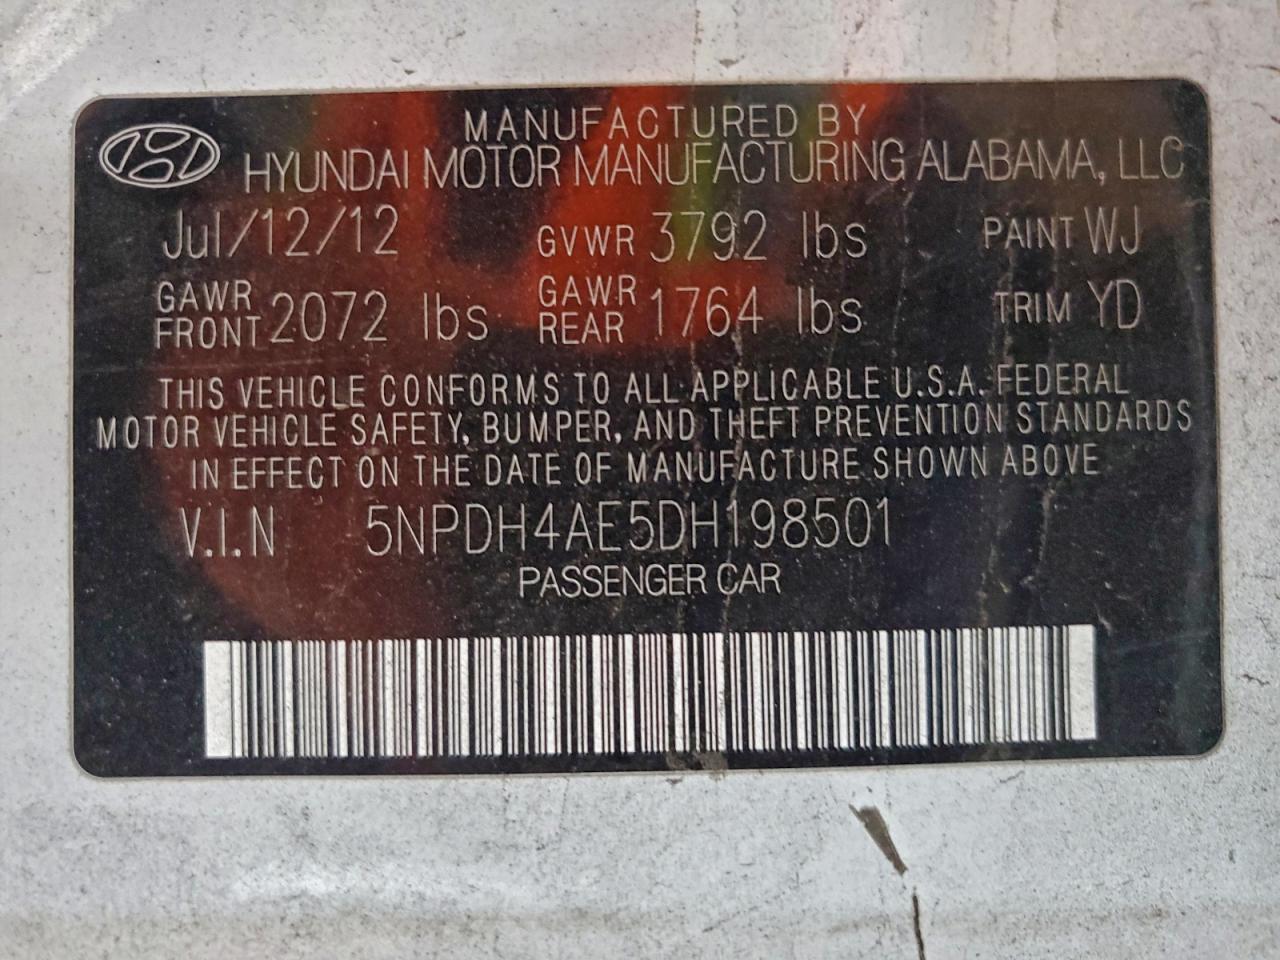 MANUFACTURED BY
HYUNDAI MOTOR MANUFACTURING ALABAMA, LLC
Jul/12/12 GVWR 3792 lbs PAINT WJ
GAWR FRONT 2072 lbs GAWR REAR 1764 lbs TRIM YD
THIS VEHICLE CONFORMS TO ALL APPLICABLE U.S.A. FEDERAL
MOTOR VEHICLE SAFETY, BUMPER, AND THEFT PREVENTION STANDARDS
IN EFFECT ON THE DATE OF MANUFACTURE SHOWN ABOVE
V.I.N 5NPDH4AE5DH198501
PASSENGER CAR